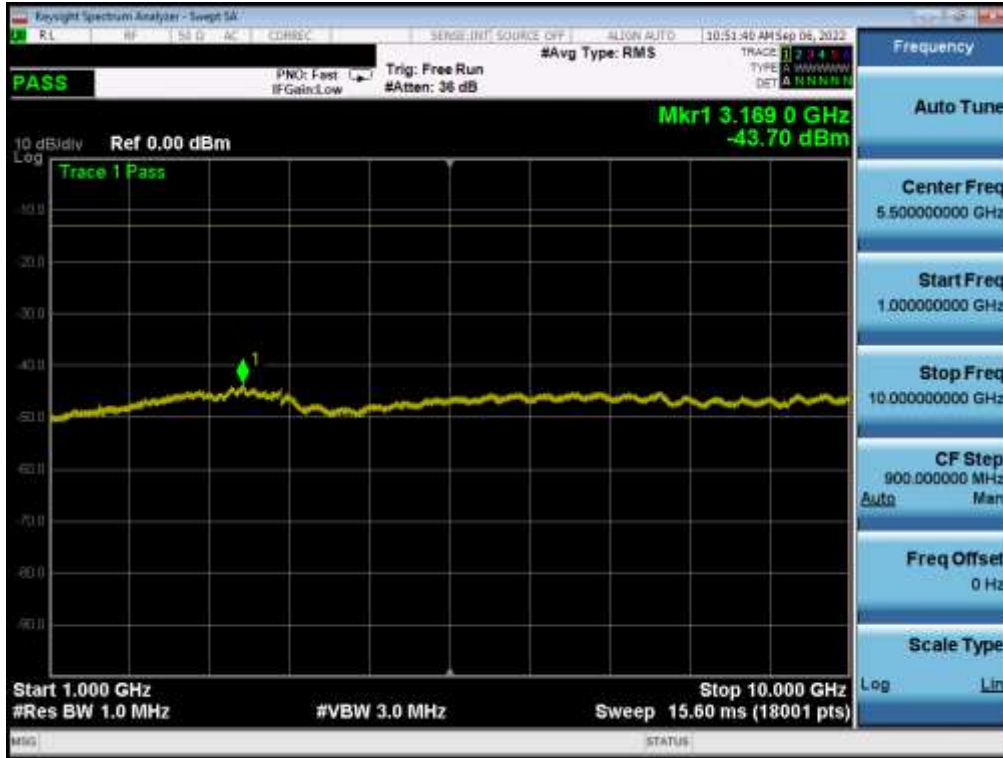 Keysight Spectrum Analyzer - Swept SA
RL RF 50 Ω AC CORREC SENSE:INT SOURCE OFF ALIGN AUTO 10:51:40 AM Sep 06, 2022
#Avg Type: RMS TRACE 1 2 3 4 5 6
PASS PNO: Fast Trig: Free Run TYPE A WWWWW
IFGain:Low #Atten: 36 dB DET A N N N N N
Mkr1 3.169 0 GHz
-43.70 dBm
10 dB/div Ref 0.00 dBm
Log
Trace 1 Pass
-10.0
-20.0
-30.0
-40.0
1
-50.0
-60.0
-70.0
-80.0
-90.0
Start 1.000 GHz Stop 10.000 GHz
#Res BW 1.0 MHz #VBW 3.0 MHz Sweep 15.60 ms (18001 pts)
MSG STATUS
Frequency
Auto Tune
Center Freq
5.500000000 GHz
Start Freq
1.000000000 GHz
Stop Freq
10.000000000 GHz
CF Step
900.000000 MHz
Auto Man
Freq Offset
0 Hz
Scale Type
Log Lin